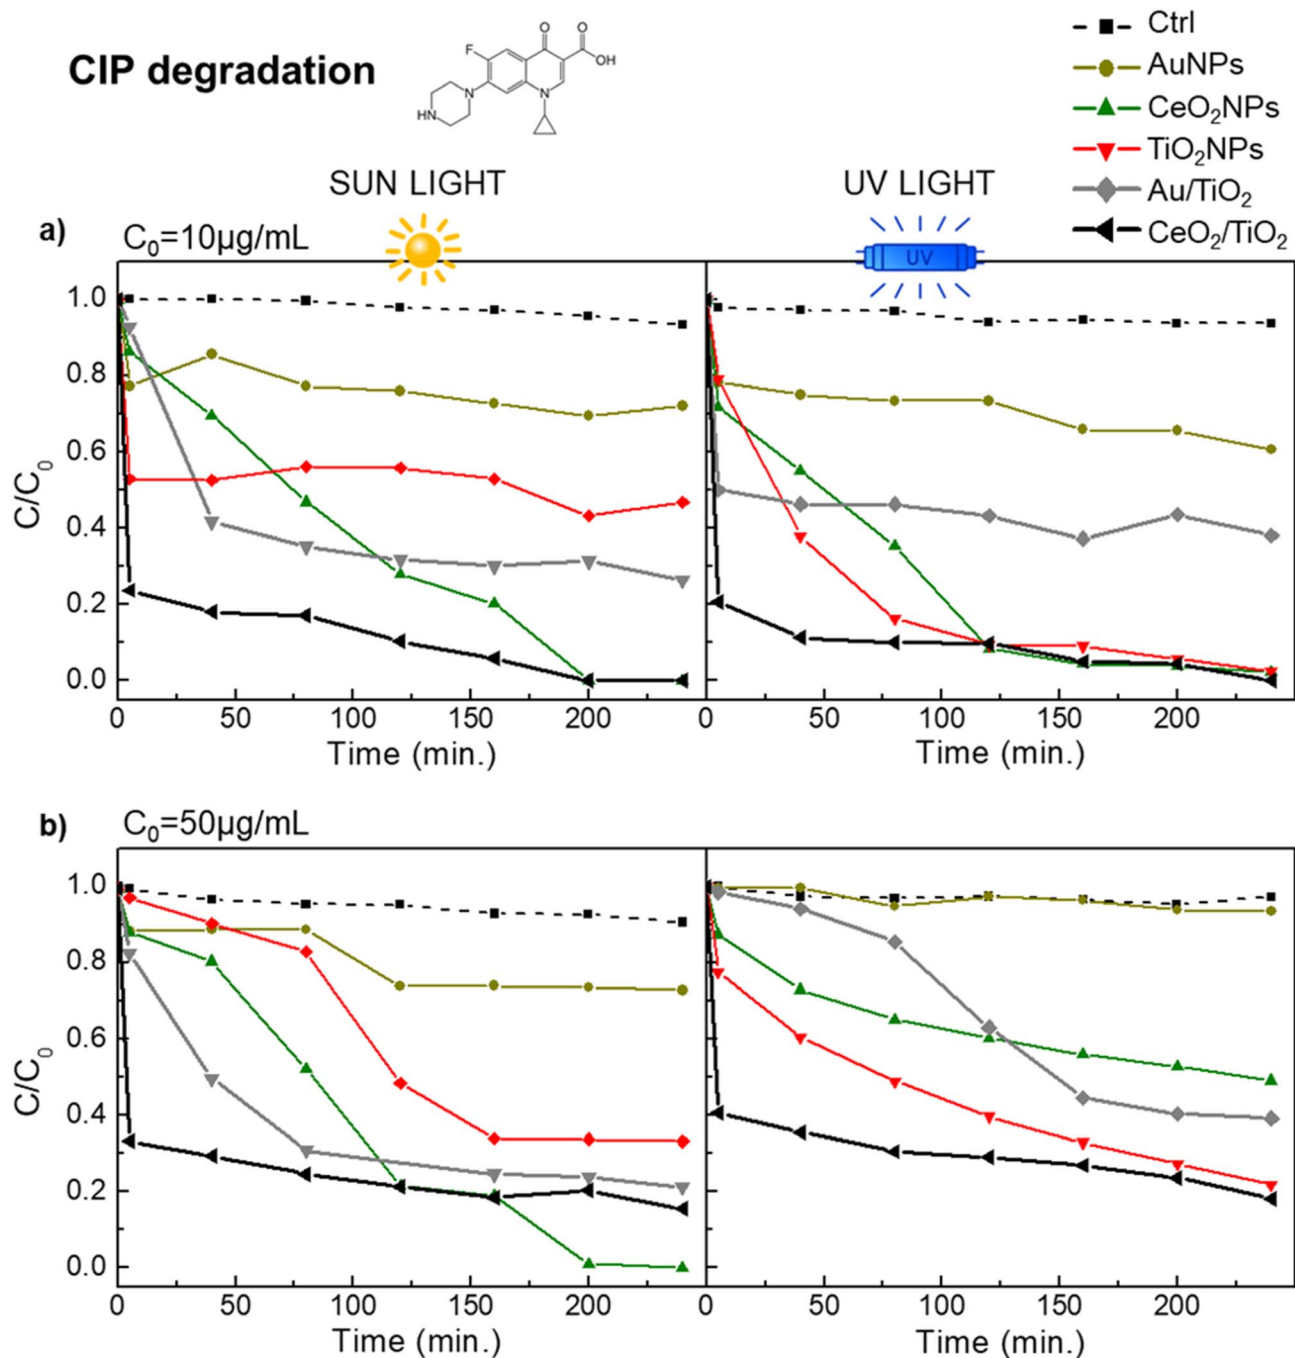 CIP degradation
F
O
O
OH
N
N
HN
Ctrl
AuNPs
CeO₂NPs
TiO₂NPs
Au/TiO₂
CeO₂/TiO₂
SUN LIGHT
UV LIGHT
UV
a)
C₀=10µg/mL
C/C₀
1.0
0.8
0.6
0.4
0.2
0.0
0 50 100 150 200
Time (min.)
0 50 100 150 200
Time (min.)
b)
C₀=50µg/mL
C/C₀
1.0
0.8
0.6
0.4
0.2
0.0
0 50 100 150 200
Time (min.)
0 50 100 150 200
Time (min.)